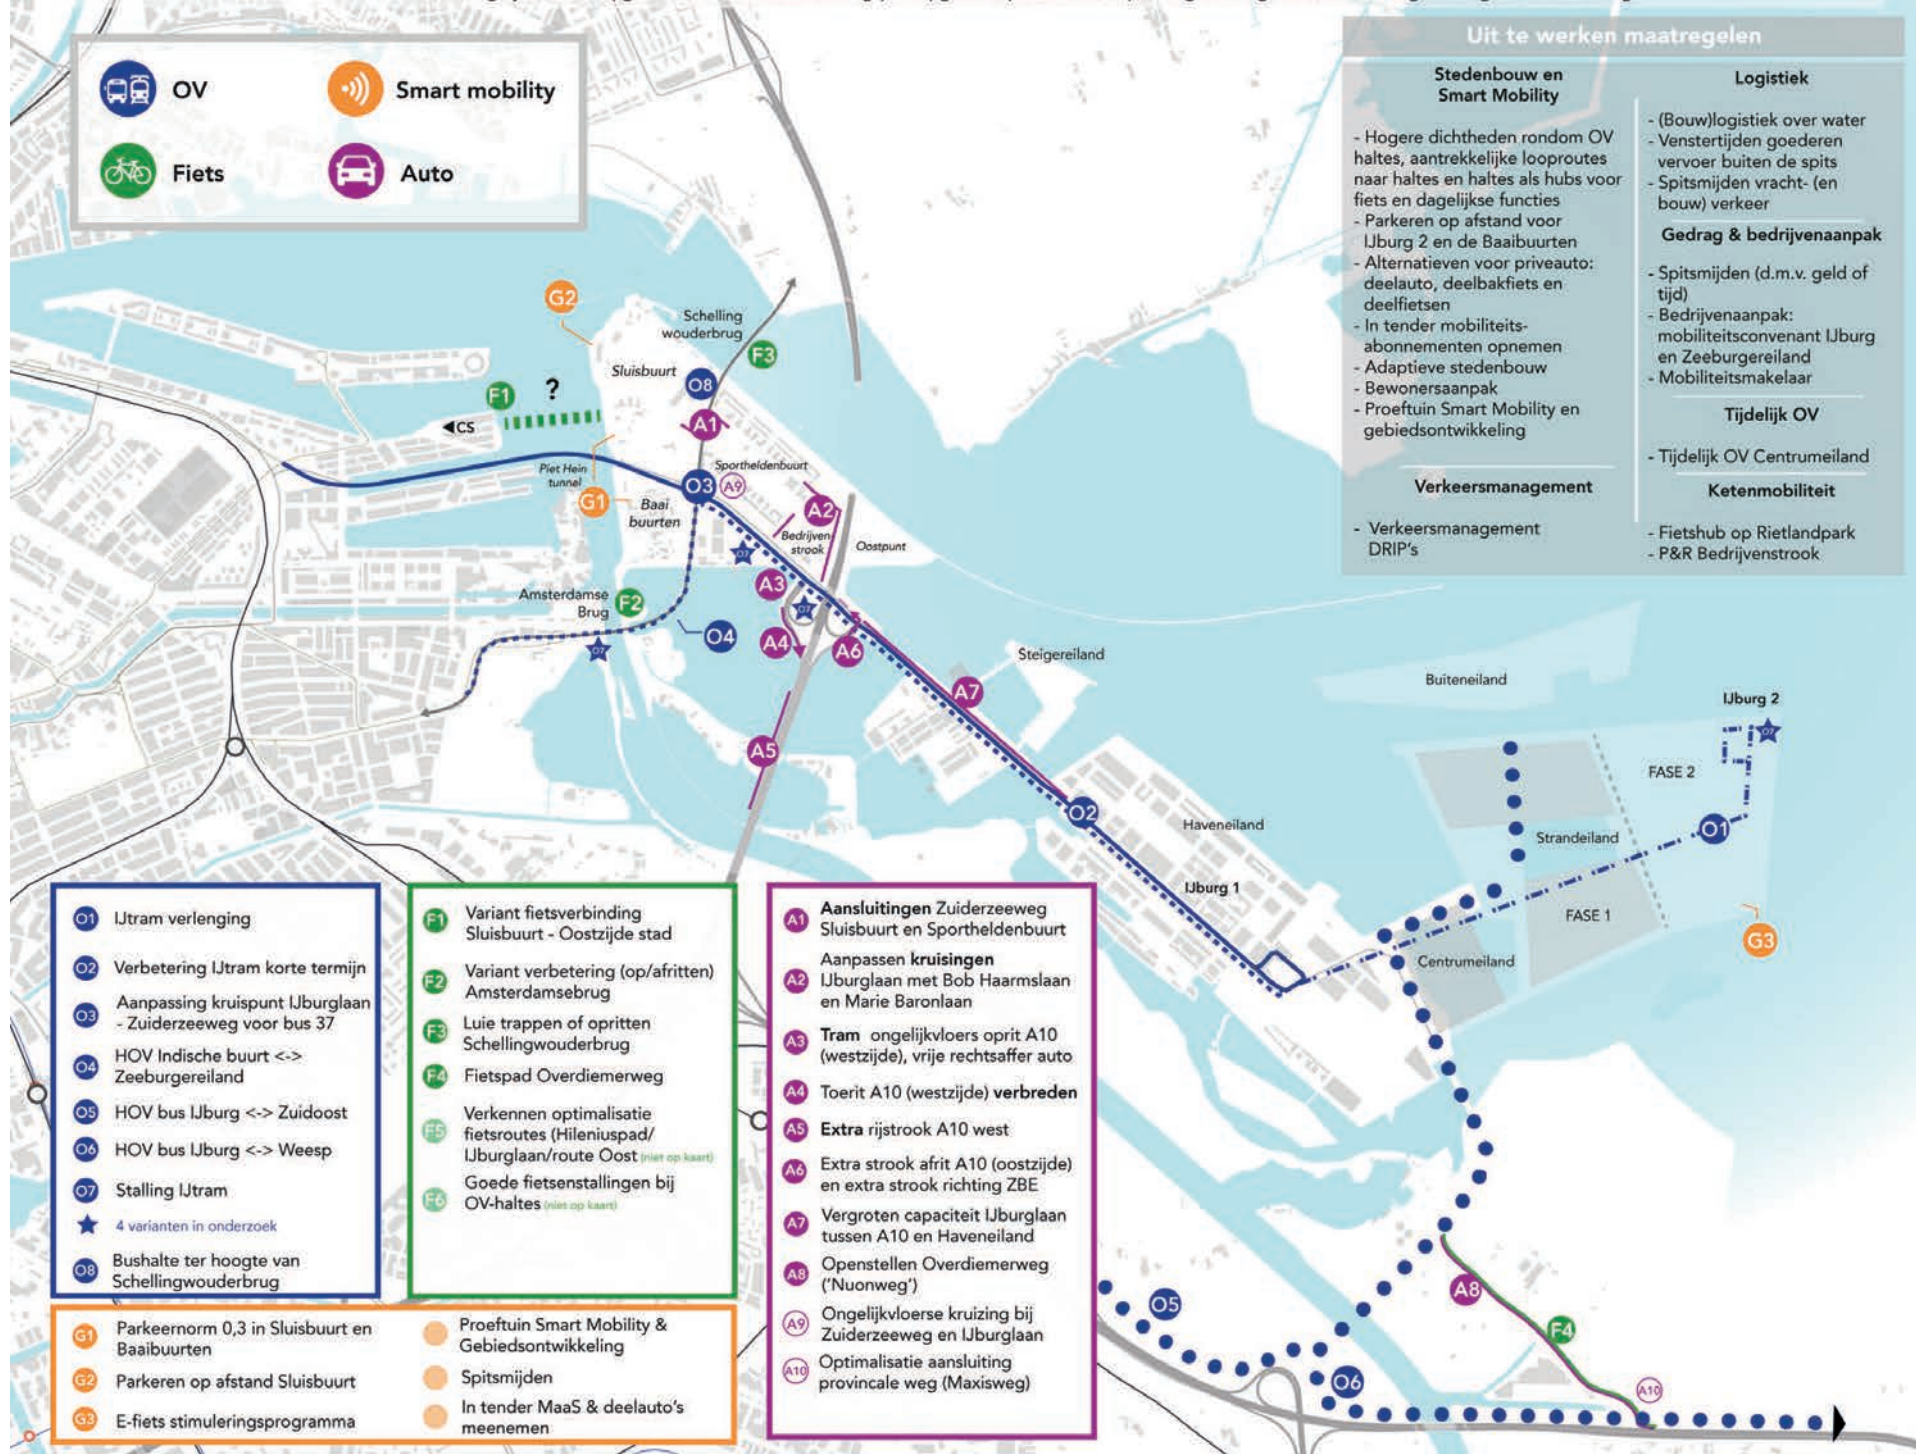 OV
Smart mobility
Fiets
Auto
Uit te werken maatregelen
Stedenbouw en
Smart Mobility
- Hogere dichtheden rondom OV
haltes, aantrekkelijke looproutes
naar haltes en haltes als hubs voor
fiets en dagelijkse functies
- Parkeren op afstand voor
IJburg 2 en de Baaibuurten
- Alternatieven voor priveauto:
deelauto, deelbakfiets en
deelfietsen
- In tender mobiliteits-
abonnementen opnemen
- Adaptieve stedenbouw
- Bewonersaanpak
- Proeftuin Smart Mobility en
gebiedsontwikkeling
Verkeersmanagement
- Verkeersmanagement
DRIP's
Logistiek
- (Bouw)logistiek over water
- Venstertijden goederen
vervoer buiten de spits
- Spitsmijden vracht- (en
bouw) verkeer
Gedrag & bedrijvenaanpak
- Spitsmijden (d.m.v. geld of
tijd)
- Bedrijvenaanpak:
mobiliteitsconvenant IJburg
en Zeeburgereiland
- Mobiliteitsmakelaar
Tijdelijk OV
- Tijdelijk OV Centrumeiland
Ketenmobiliteit
- Fietshub op Rietlandpark
- P&R Bedrijvenstrook
G2
Schelling
wouderbrug
F3
Sluisbuurt
O8
F1
?
CS
A1
Piet Hein
tunnel
Sportheldenbuurt
O3
A9
G1
Baai
buurten
A2
Bedrijven-
strook
Oostpunt
O7
A3
Amsterdamse
Brug
F2
O7
O4
A4
A6
O7
Steigereiland
A7
A5
Buiteneiland
IJburg 2
O7
FASE 2
O2
Haveneiland
O1
Strandeiland
IJburg 1
FASE 1
G3
Centrumeiland
O5
A8
F4
O6
A10
O1 IJtram verlenging
O2 Verbetering IJtram korte termijn
O3 Aanpassing kruispunt IJburglaan
- Zuiderzeeweg voor bus 37
O4 HOV Indische buurt <->
Zeeburgereiland
O5 HOV bus IJburg <-> Zuidoost
O6 HOV bus IJburg <-> Weesp
O7 Stalling IJtram
4 varianten in onderzoek
O8 Bushalte ter hoogte van
Schellingwouderbrug
F1 Variant fietsverbinding
Sluisbuurt - Oostzijde stad
F2 Variant verbetering (op/afritten)
Amsterdamsebrug
F3 Luie trappen of opritten
Schellingwouderbrug
F4 Fietspad Overdiemerweg
F5 Verkennen optimalisatie
fietsroutes (Hileniuspad/
IJburglaan/route Oost (niet op kaart)
F6 Goede fietsenstallingen bij
OV-haltes (niet op kaart)
A1 Aansluitingen Zuiderzeeweg
Sluisbuurt en Sportheldenbuurt
A2 Aanpassen kruisingen
IJburglaan met Bob Haarmslaan
en Marie Baronlaan
A3 Tram ongelijkvloers oprit A10
(westzijde), vrije rechtsaffer auto
A4 Toerit A10 (westzijde) verbreden
A5 Extra rijstrook A10 west
A6 Extra strook afrit A10 (oostzijde)
en extra strook richting ZBE
A7 Vergroten capaciteit IJburglaan
tussen A10 en Haveneiland
A8 Openstellen Overdiemerweg
('Nuonweg')
A9 Ongelijkvloerse kruizing bij
Zuiderzeeweg en IJburglaan
A10 Optimalisatie aansluiting
provincale weg (Maxisweg)
G1 Parkeernorm 0,3 in Sluisbuurt en
Baaibuurten
G2 Parkeren op afstand Sluisbuurt
G3 E-fiets stimuleringsprogramma
Proeftuin Smart Mobility &
Gebiedsontwikkeling
Spitsmijden
In tender MaaS & deelauto's
meenemen